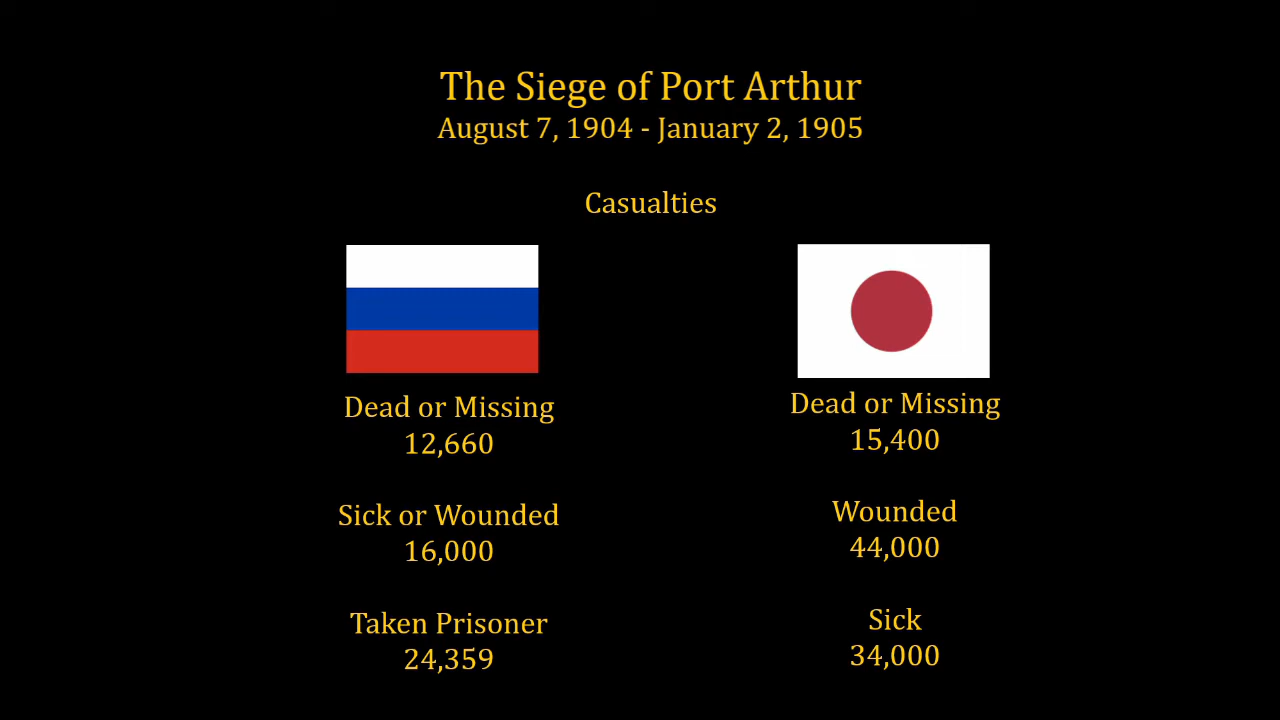 The Siege of Port Arthur
August 7, 1904 - January 2, 1905
Casualties
Dead or Missing
12,660
Sick or Wounded
16,000
Taken Prisoner
24,359
Dead or Missing
15,400
Wounded
44,000
Sick
34,000